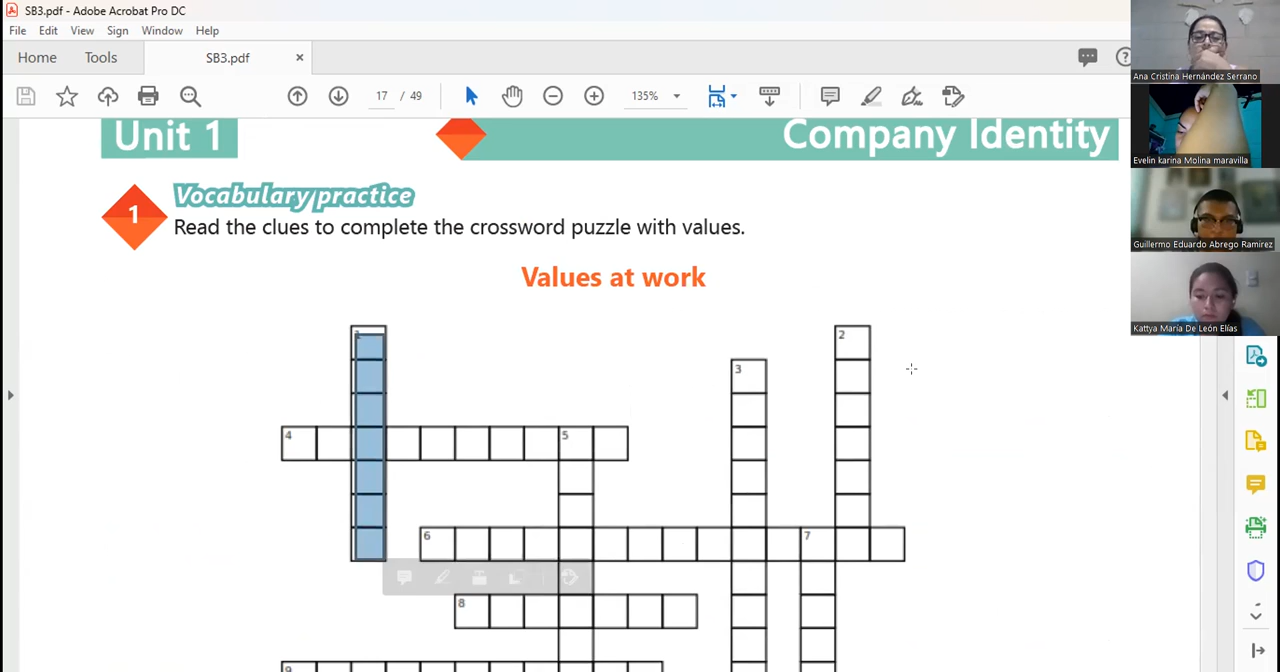 SB3.pdf - Adobe Acrobat Pro DC
File Edit View Sign Window Help
Home Tools SB3.pdf ×
17 / 49 135%
Unit 1 Company Identity
1 Vocabulary practice
Read the clues to complete the crossword puzzle with values.
Values at work
1
2
3
4
5
6
7
8
9
Ana Cristina Hernández Serrano
Evelin karina Molina maravilla
Guillermo Eduardo Abrego Ramirez
Kattya María De León Elías